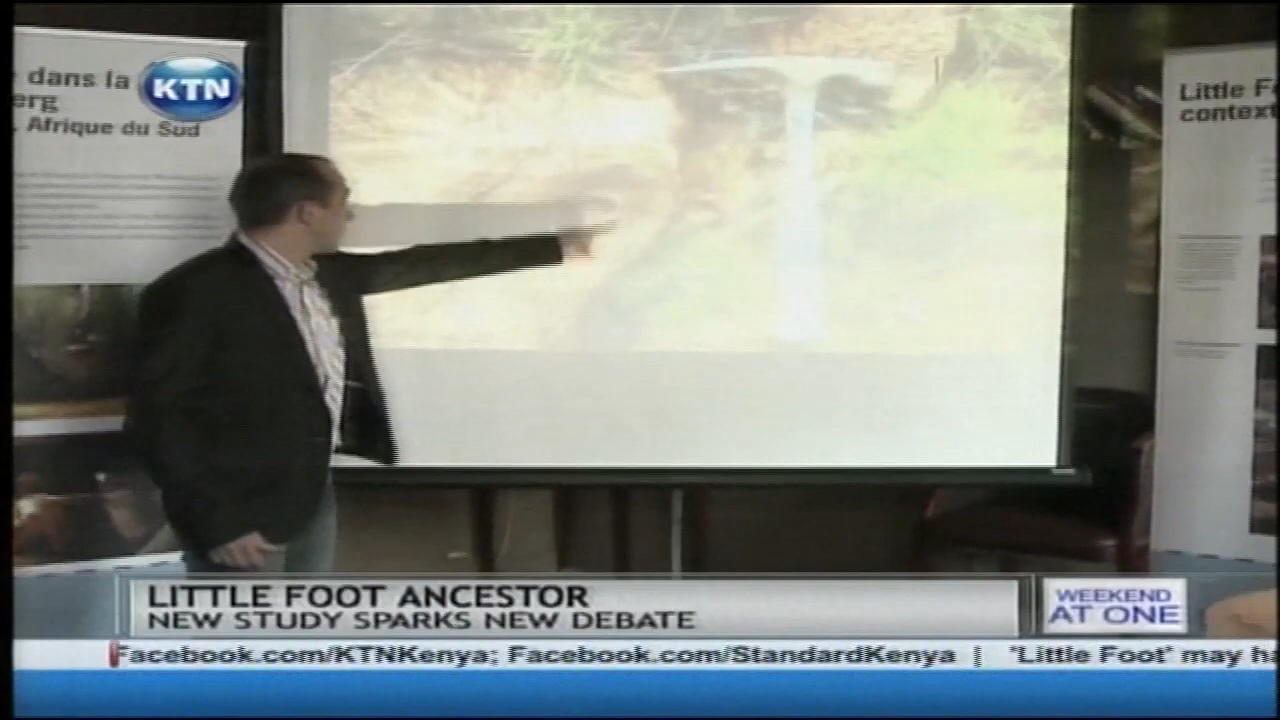 dans la
erg
Afrique du Sud
KTN
Little F
context
LITTLE FOOT ANCESTOR
NEW STUDY SPARKS NEW DEBATE
WEEKEND
AT ONE
Facebook.com/KTNKenya; Facebook.com/StandardKenya | 'Little Foot' may ha